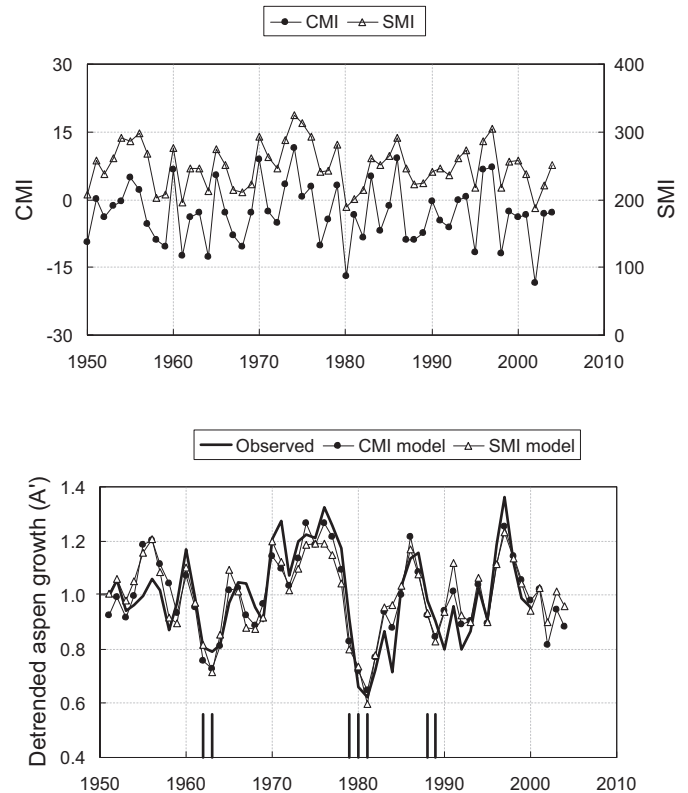 CMI SMI
30 400
15 300
0 200
-15 100
-30 0
CMI
SMI
1950 1960 1970 1980 1990 2000 2010
Observed CMI model SMI model
1.4
1.2
1.0
0.8
0.6
0.4
Detrended aspen growth (A')
1950 1960 1970 1980 1990 2000 2010